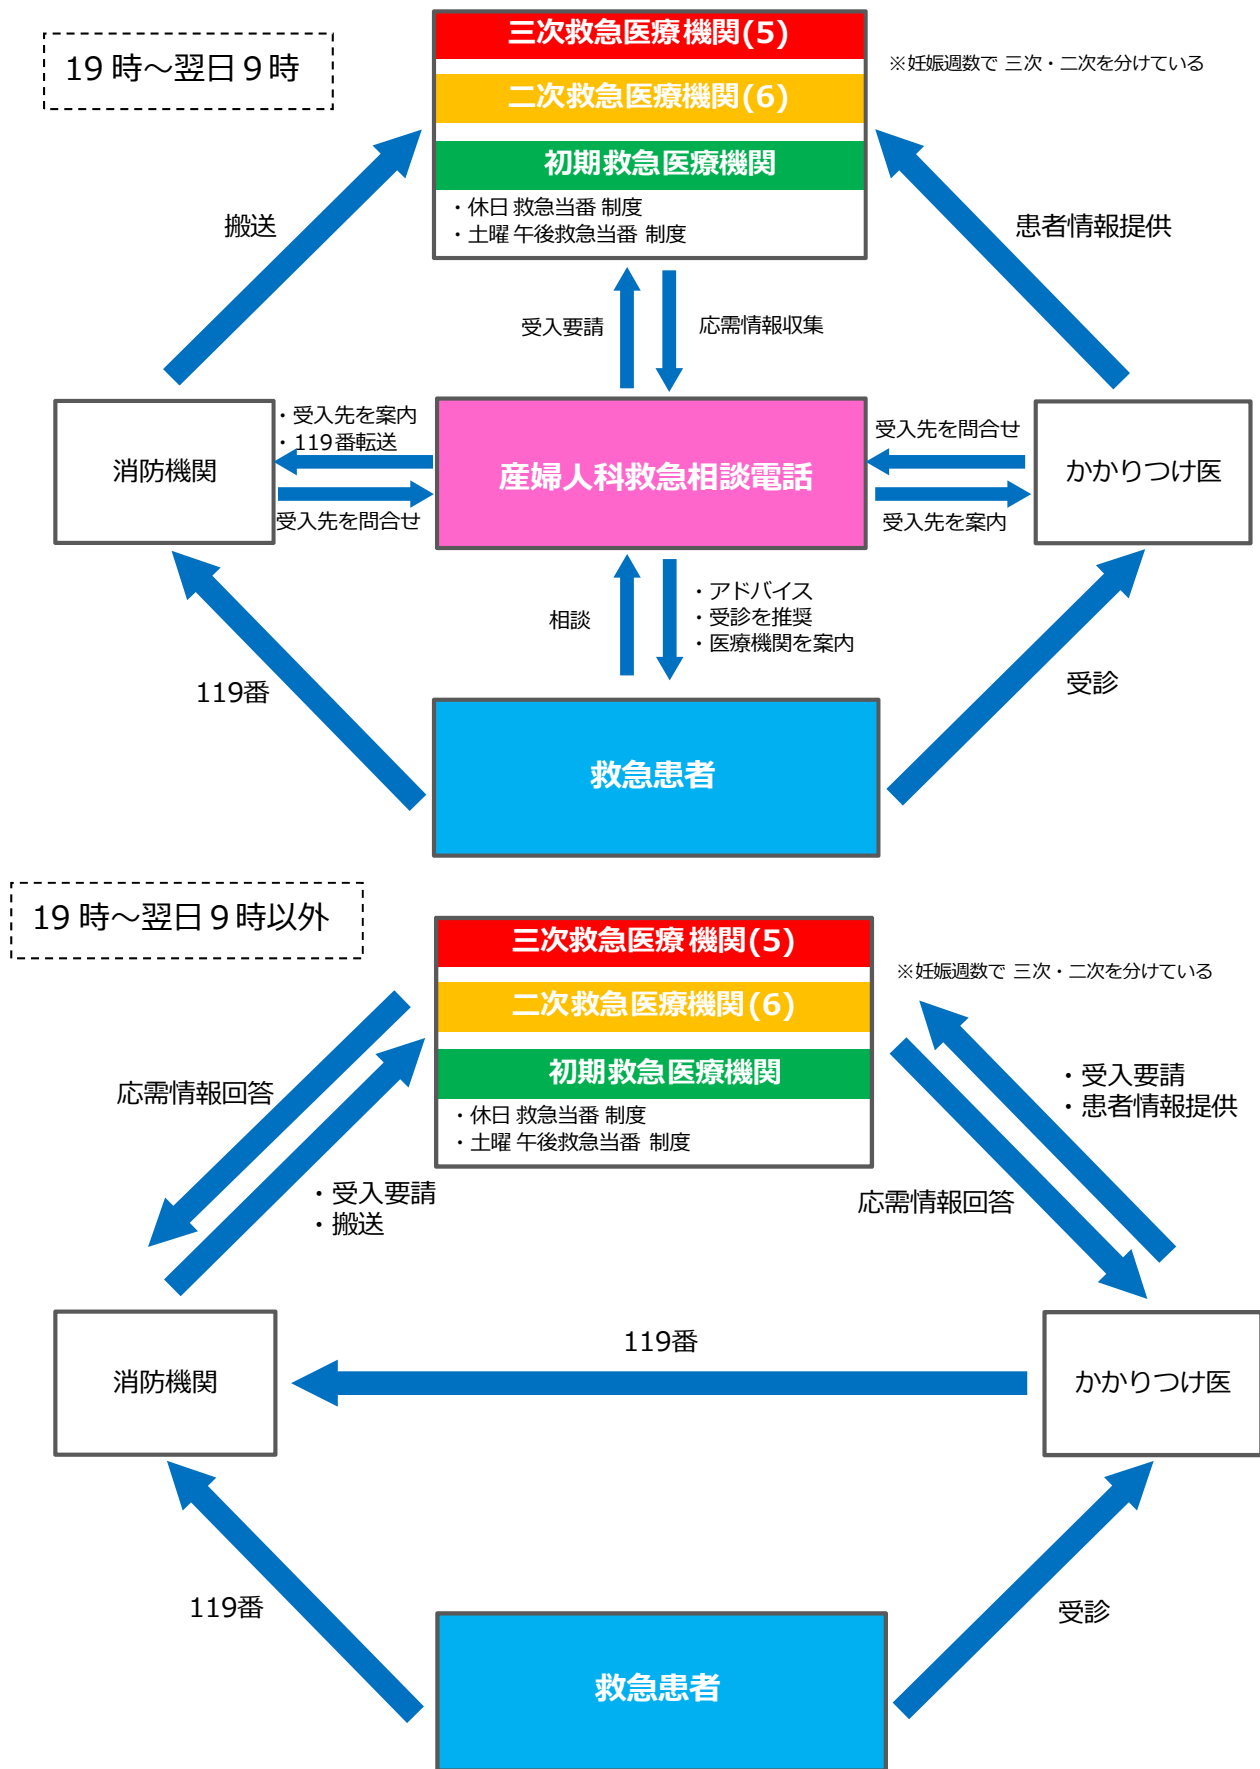 19時～翌日9時
三次救急医療機関(5)
※妊娠週数で 三次・二次を分けている
二次救急医療機関(6)
初期救急医療機関
・休日 救急当番 制度
・土曜 午後救急当番 制度
搬送
患者情報提供
受入要請
応需情報収集
・受入先を案内
・119番転送
受入先を問合せ
消防機関
産婦人科救急相談電話
かかりつけ医
受入先を問合せ
受入先を案内
相談
・アドバイス
・受診を推奨
・医療機関を案内
119番
受診
救急患者
19時～翌日9時以外
三次救急医療機関(5)
※妊娠週数で 三次・二次を分けている
二次救急医療機関(6)
初期救急医療機関
・休日 救急当番 制度
・土曜 午後救急当番 制度
応需情報回答
・受入要請
・患者情報提供
・受入要請
・搬送
応需情報回答
119番
消防機関
かかりつけ医
119番
受診
救急患者